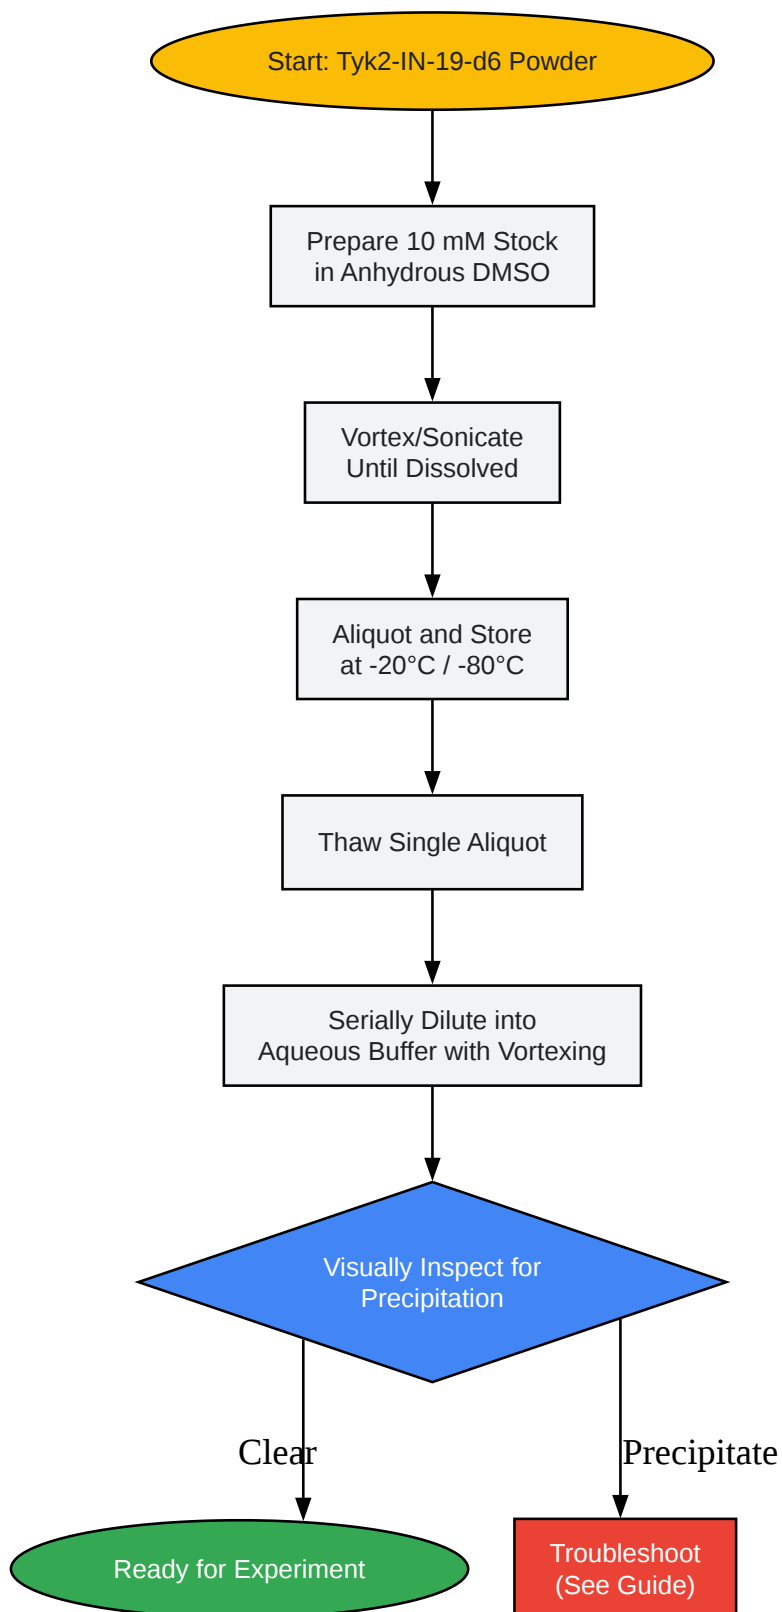 Start: Tyk2-IN-19-d6 Powder
Prepare 10 mM Stock
in Anhydrous DMSO
Vortex/Sonicate
Until Dissolved
Aliquot and Store
at -20°C / -80°C
Thaw Single Aliquot
Serially Dilute into
Aqueous Buffer with Vortexing
Visually Inspect for
Precipitation
Clear
Precipitate
Ready for Experiment
Troubleshoot
(See Guide)